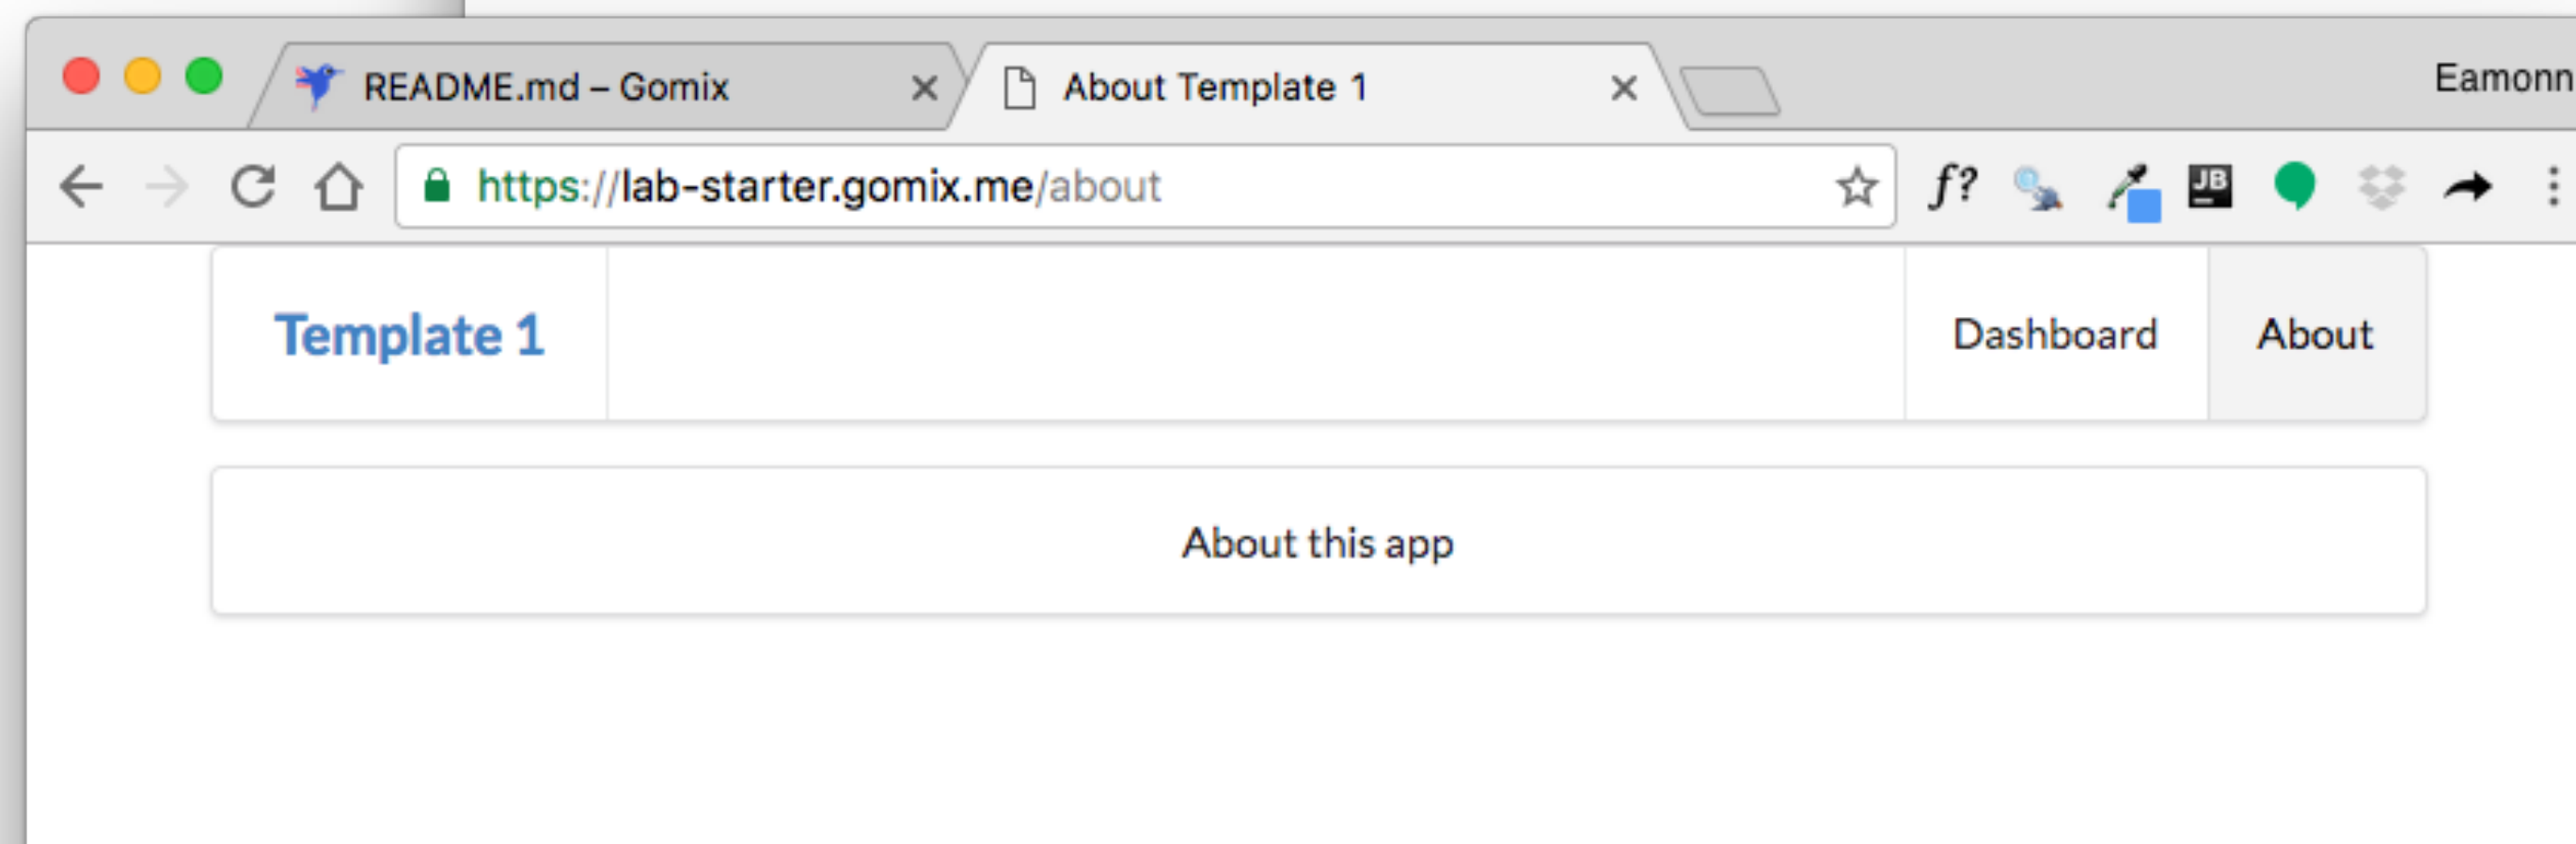 README.md – Gomix
About Template 1
Eamonn
https://lab-starter.gomix.me/about
f?
JB
Template 1
Dashboard
About
About this app